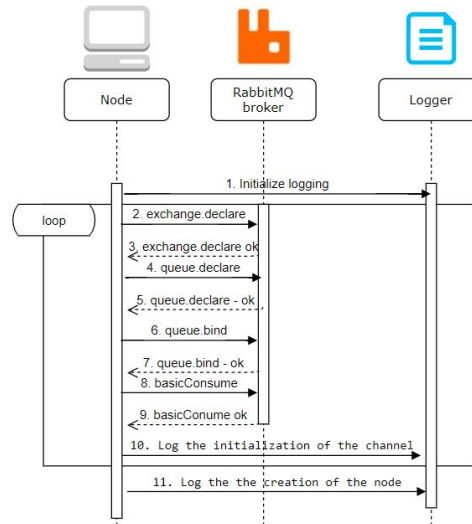 Node
RabbitMQ
broker
Logger
1. Initialize logging
loop
2. exchange.declare
3. exchange.declare ok
4. queue.declare
5. queue.declare - ok
6. queue.bind
7. queue.bind - ok
8. basicConsume
9. basicConume ok
10. Log the initialization of the channel
11. Log the the creation of the node